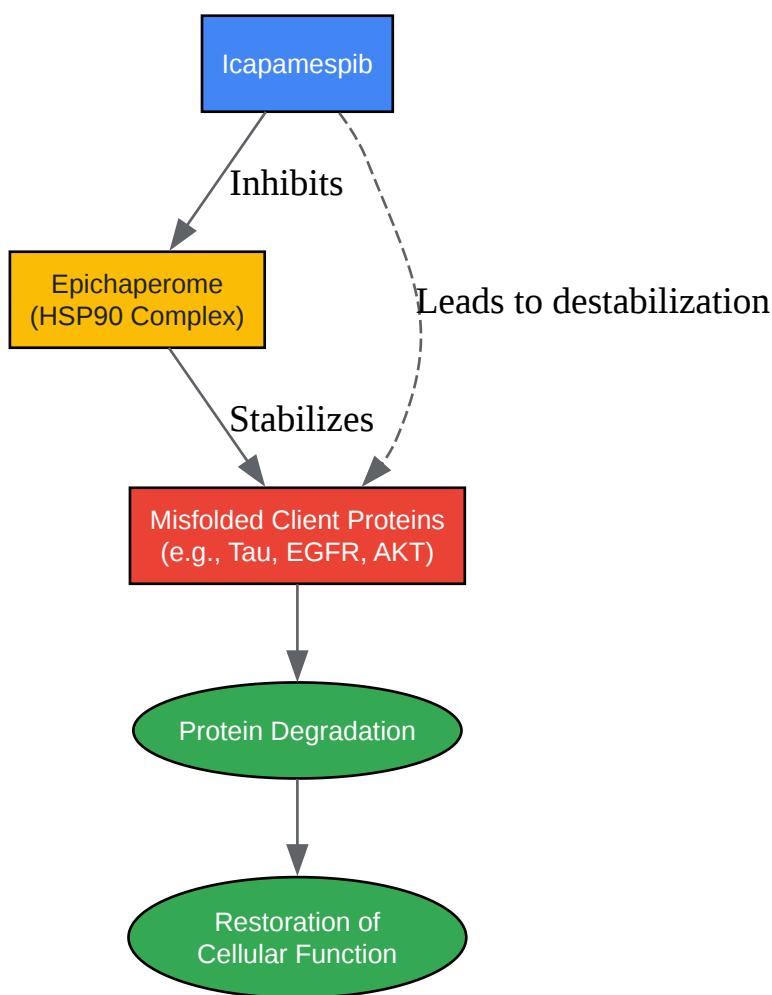 Icapamespib
Inhibits
Epichaperome
(HSP90 Complex)
Leads to destabilization
Stabilizes
Misfolded Client Proteins
(e.g., Tau, EGFR, AKT)
Protein Degradation
Restoration of
Cellular Function